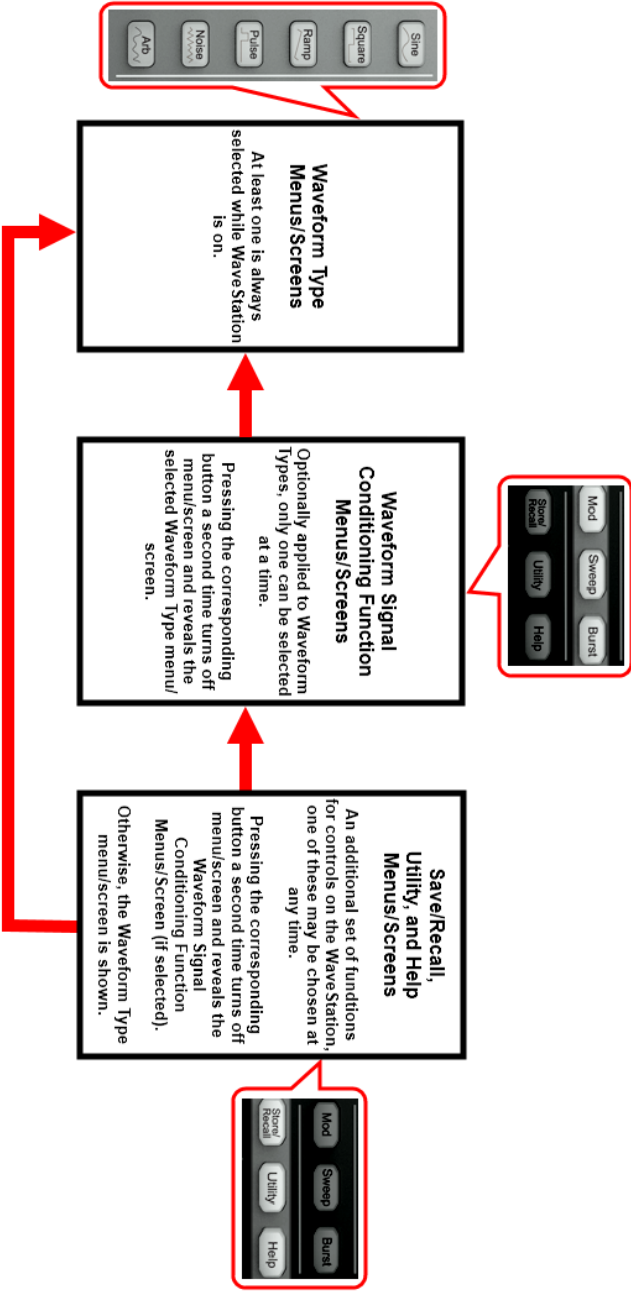 Sine
Square
Ramp
Pulse
Noise
Arb
Waveform Type
Menus/Screens
At least one is always
selected while WaveStation
is on.
Mod Sweep Burst
Store/
Recall Utility Help
Waveform Signal
Conditioning Function
Menus/Screens
Optionally applied to Waveform
Types, only one can be selected
at a time.
Pressing the corresponding
button a second time turns off
menu/screen and reveals the
selected Waveform Type menu/
screen.
Save/Recall,
Utility, and Help
Menus/Screens
An additional set of fundtions
for controls on the WaveStation,
one of these may be chosen at
any time.
Pressing the corresponding
button a second time turns off
menu/screen and reveals the
Waveform Signal
Conditioning Function
Menus/Screen (if selected).
Otherwise, the Waveform Type
menu/screen is shown.
Mod Sweep Burst
Store/
Recall Utility Help